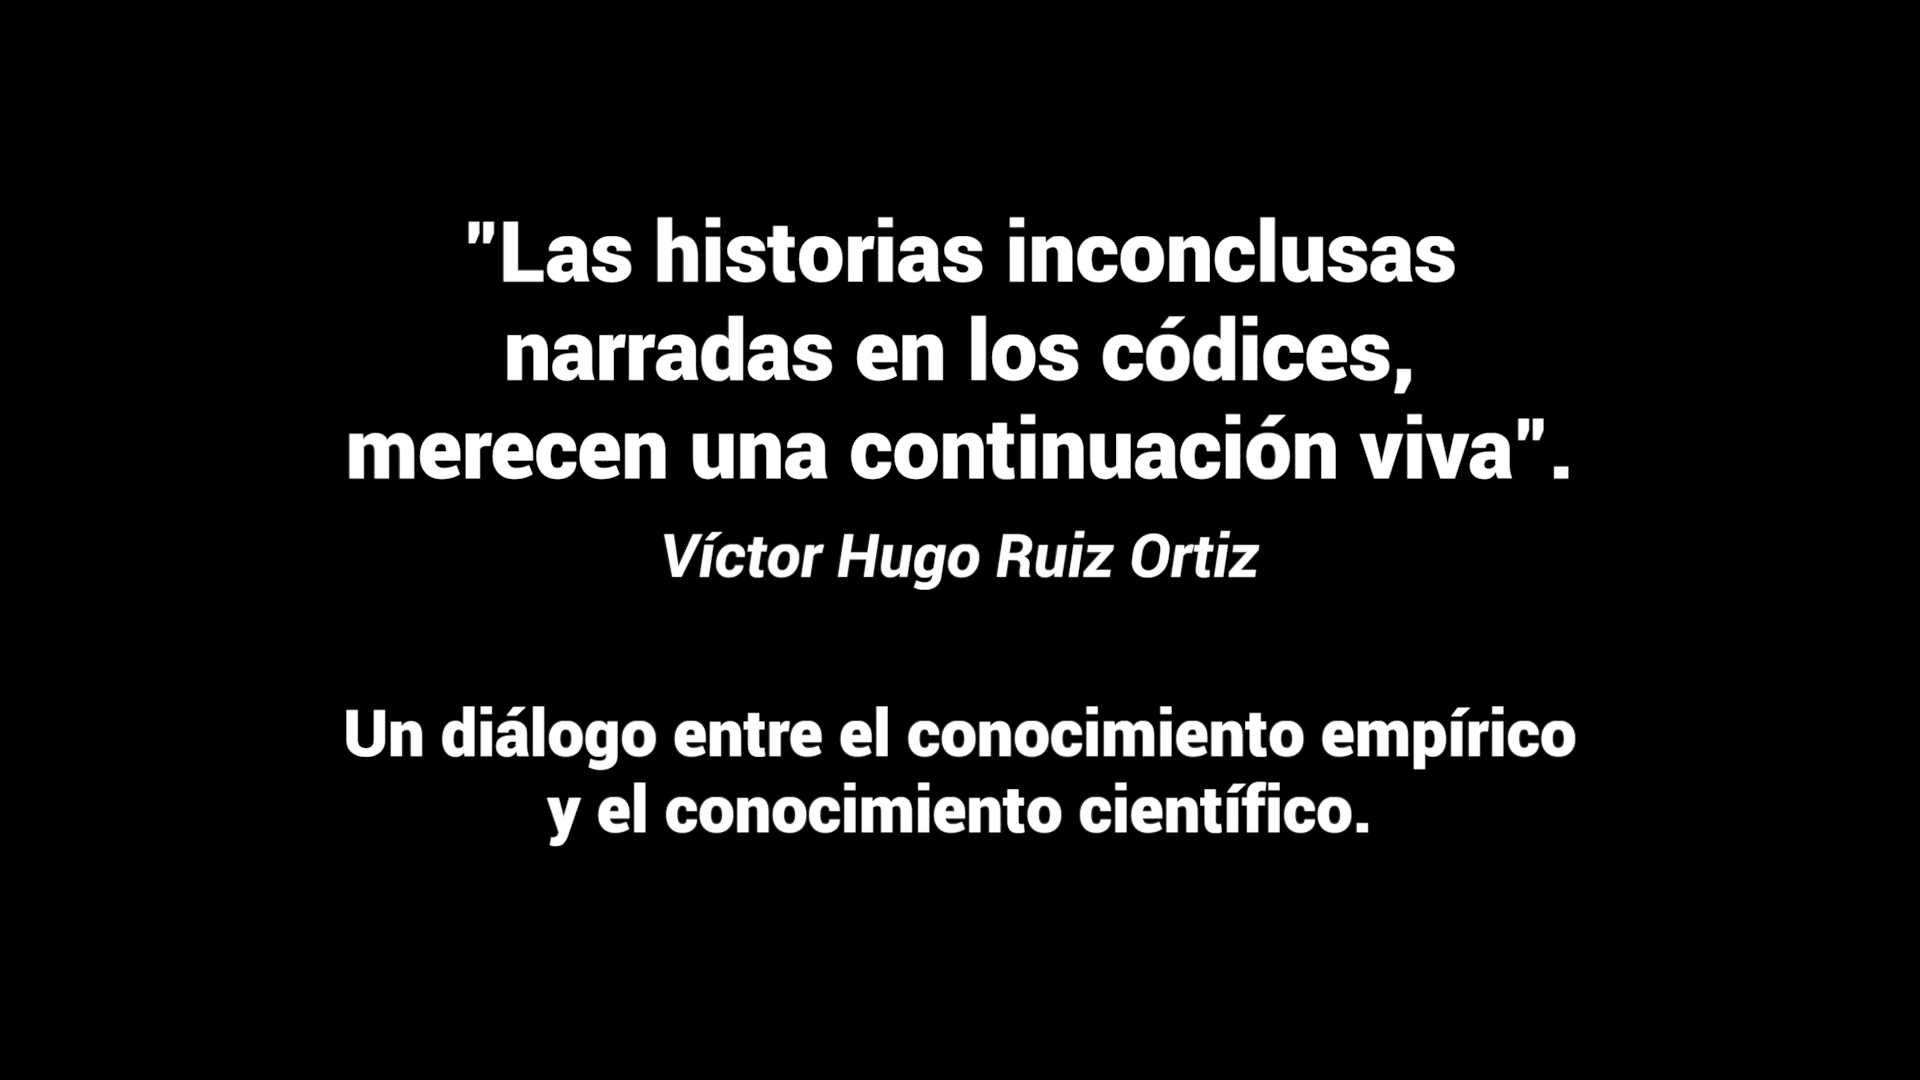 "Las historias inconclusas
narradas en los códices,
merecen una continuación viva".
Víctor Hugo Ruiz Ortiz
Un diálogo entre el conocimiento empírico
y el conocimiento científico.